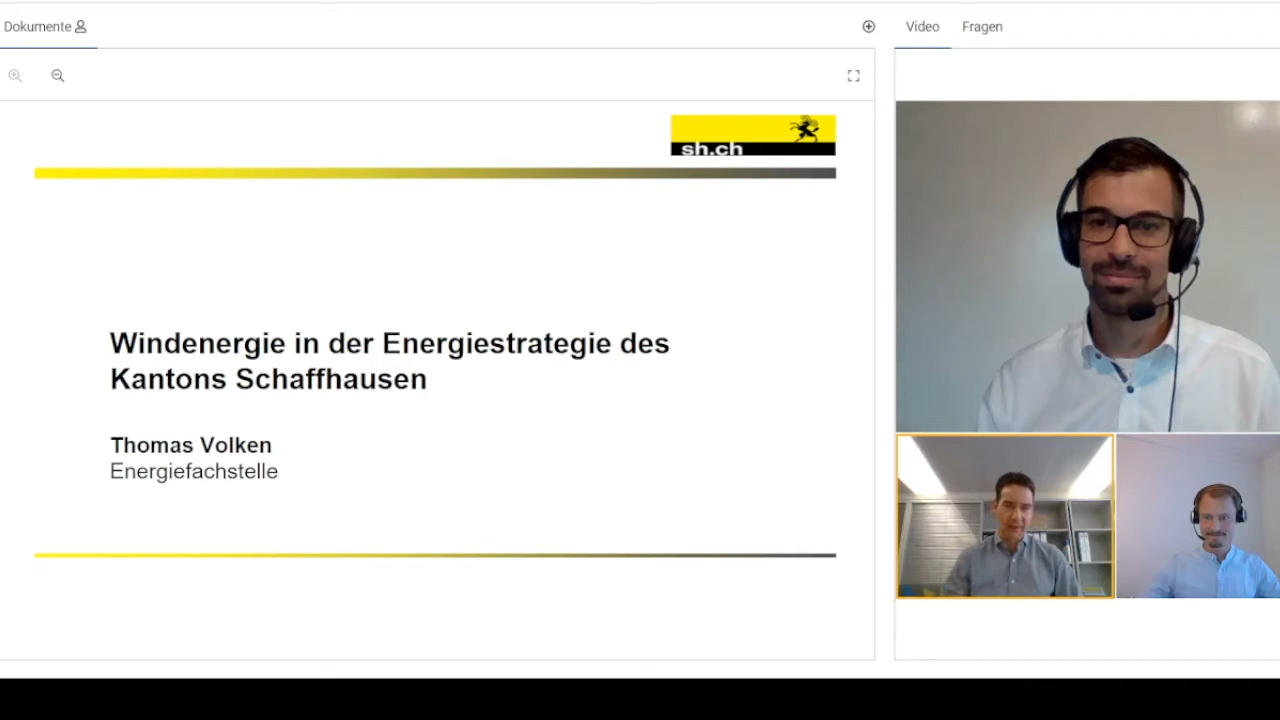 Dokumente
Video Fragen
sh.ch
Windenergie in der Energiestrategie des
Kantons Schaffhausen
Thomas Volken
Energiefachstelle